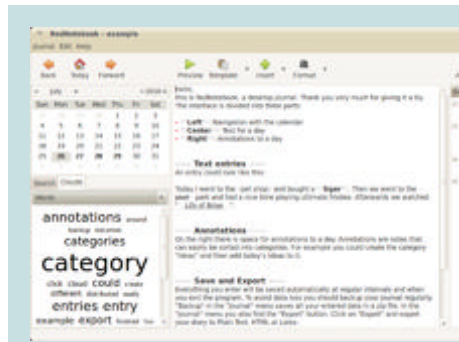 RedNotebook - example
Journal Edit Help
Back Today Forward Preview Template Insert Format
July 2010
Sun Mon Tue Wed Thu Fri Sat
4 5 6 7 8 9 10
11 12 13 14 15 16 17
18 19 20 21 22 23 24
25 26 27 28 29 30 31
Search Clouds
Words
annotations around
backup
categories
category
click cloud could create
different distributed easily
entries entry
example export finished
Hello,
this is RedNotebook, a desktop journal. Thank you very much for giving it a try.
The interface is divided into three parts:
Left Navigation with the calendar
Center Text for a day
Right Annotations to a day
Text entries
An entry could look like this:
Today I went to the pet shop and bought a tiger. Then we went to the
park and had a nice time playing ultimate frisbee. Afterwards we watched
Life of Brian
Annotations
On the right there is space for annotations to a day. Annotations are notes that
can easily be sorted into categories. For example you could create the category
"Ideas" and then add today's ideas to it.
Save and Export
Everything you enter will be saved automatically at regular intervals and when
you exit the program. To avoid data loss you should backup your journal regularly.
"Backup" in the "Journal" menu saves all your entered data in a zip file. In the
"Journal" menu you also find the "Export" button. Click on "Export" and export
your diary to Plain Text, HTML or Latex.